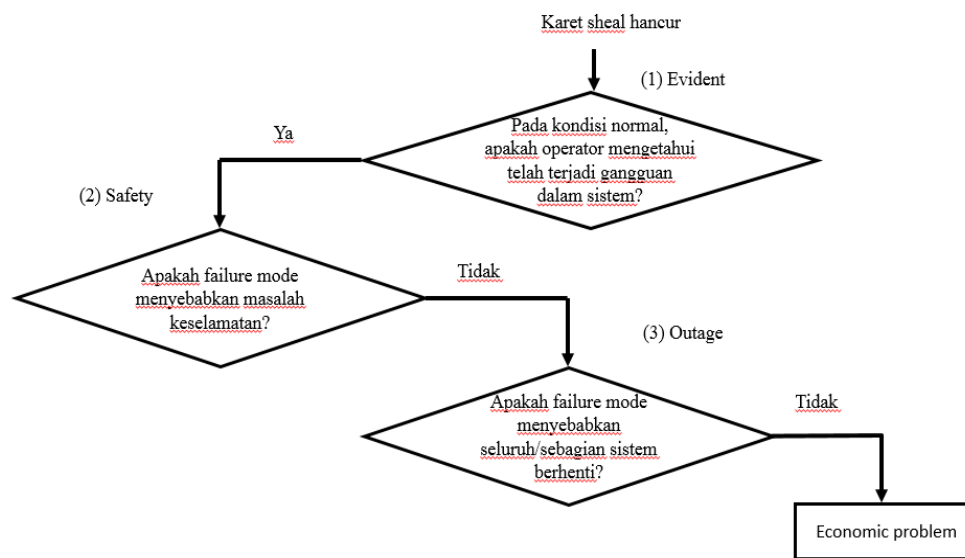 Karet sheal hancur
(1) Evident
Pada kondisi normal,
apakah operator mengetahui
telah terjadi gangguan
dalam sistem?
Ya
(2) Safety
Apakah failure mode
menyebabkan masalah
keselamatan?
Tidak
(3) Outage
Apakah failure mode
menyebabkan
seluruh/sebagian sistem
berhenti?
Tidak
Economic problem